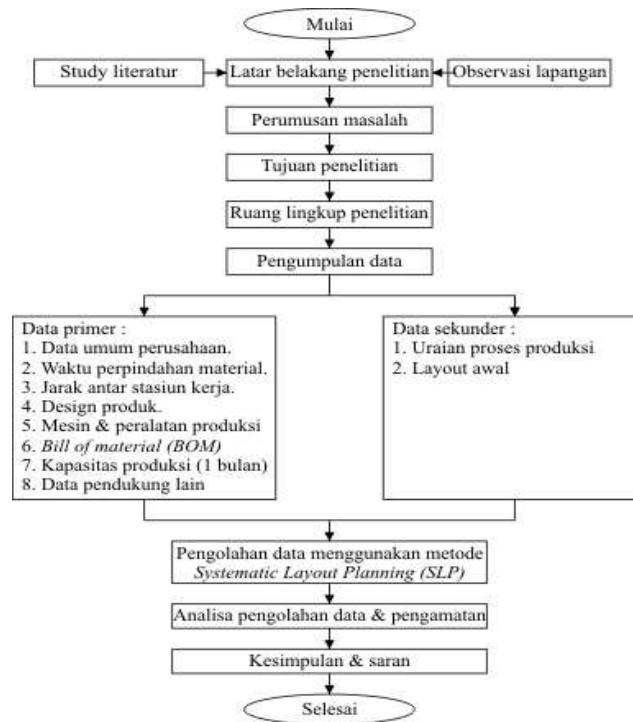 Mulai
Study literatur
Latar belakang penelitian
Observasi lapangan
Perumusan masalah
Tujuan penelitian
Ruang lingkup penelitian
Pengumpulan data
Data primer :
1. Data umum perusahaan.
2. Waktu perpindahan material.
3. Jarak antar stasiun kerja.
4. Design produk.
5. Mesin & peralatan produksi
6. Bill of material (BOM)
7. Kapasitas produksi (1 bulan)
8. Data pendukung lain
Data sekunder :
1. Uraian proses produksi
2. Layout awal
Pengolahan data menggunakan metode
Systematic Layout Planning (SLP)
Analisa pengolahan data & pengamatan
Kesimpulan & saran
Selesai